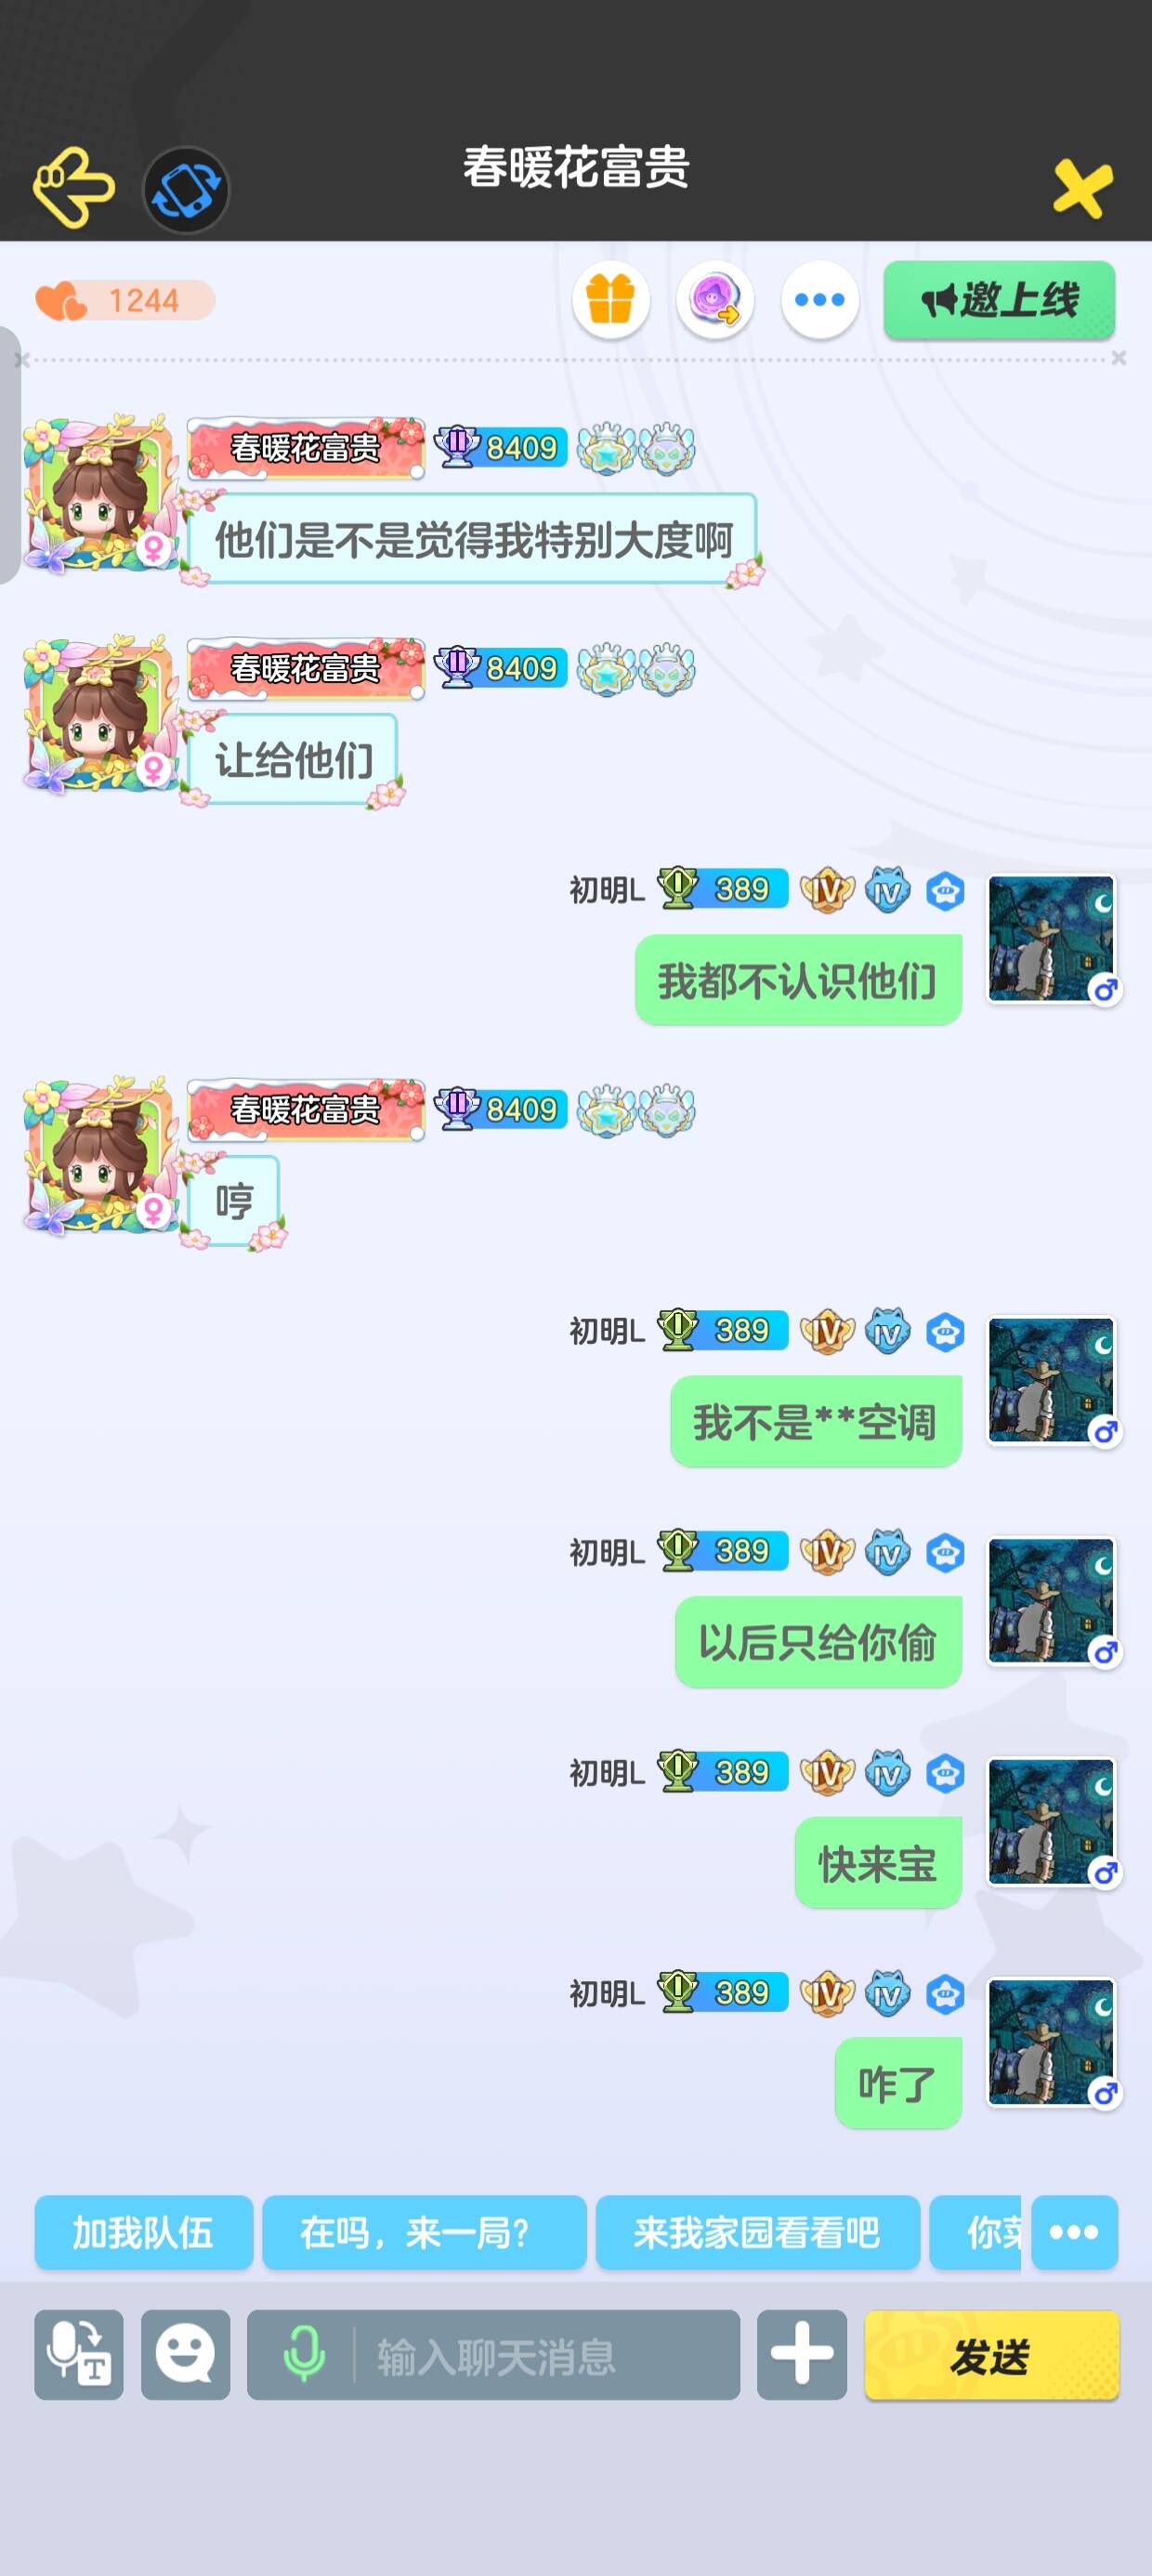 春暖花富贵
1244
邀上线
春暖花富贵 II 8409
他们是不是觉得我特别大度啊
春暖花富贵 II 8409
让给他们
初明L I 389 IV IV
我都不认识他们
春暖花富贵 II 8409
哼
初明L I 389 IV IV
我不是**空调
初明L I 389 IV IV
以后只给你偷
初明L I 389 IV IV
快来宝
初明L I 389 IV IV
咋了
加我队伍 在吗，来一局？ 来我家园看看吧 你菜
T 输入聊天消息 发送